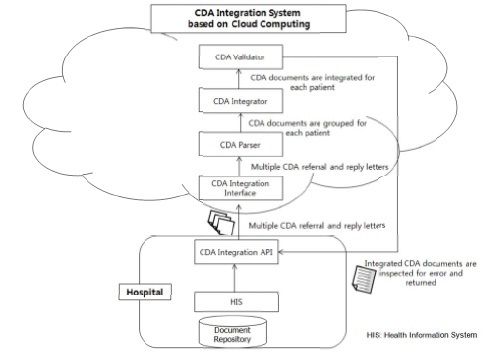 CDA Integration System
based on Cloud Computing
CDA Validator
CDA documents are integrated for
each patient
CDA Integrator
CDA documents are grouped for
each patient
CDA Parser
Multiple CDA referral and reply letters
CDA Integration
Interface
Multiple CDA referral and reply letters
CDA Integration API
Integrated CDA documents are
inspected for error and
returned
Hospital
HIS
Document
Repository
HIS: Health Information System